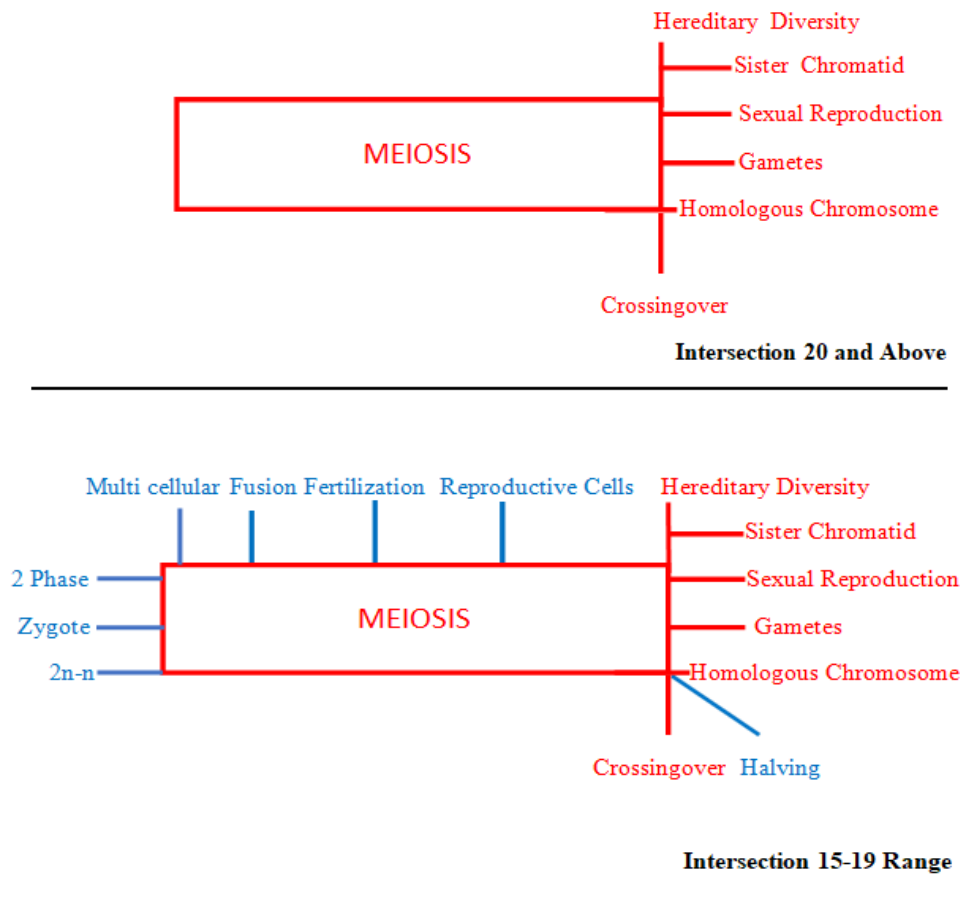 Hereditary Diversity
Sister Chromatid
Sexual Reproduction
MEIOSIS
Gametes
Homologous Chromosome
Crossingover
Intersection 20 and Above
Multi cellular Fusion Fertilization Reproductive Cells Hereditary Diversity
Sister Chromatid
2 Phase
Sexual Reproduction
MEIOSIS
Zygote
Gametes
2n-n
Homologous Chromosome
Crossingover Halving
Intersection 15-19 Range